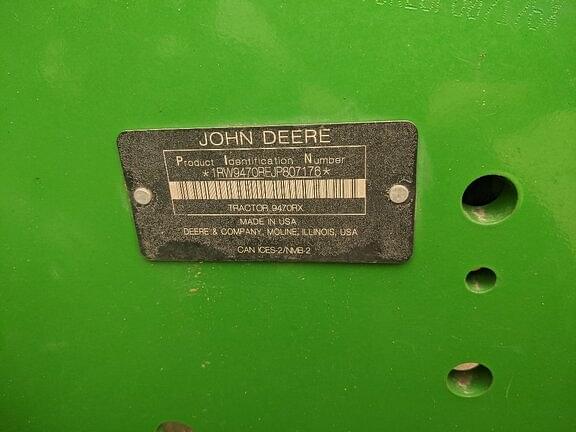 JOHN DEERE
Product Identification Number
*1RW9470REJP807176*
TRACTOR 9470RX
MADE IN USA
DEERE & COMPANY, MOLINE, ILLINOIS, USA
CAN ICES-2/NMB-2